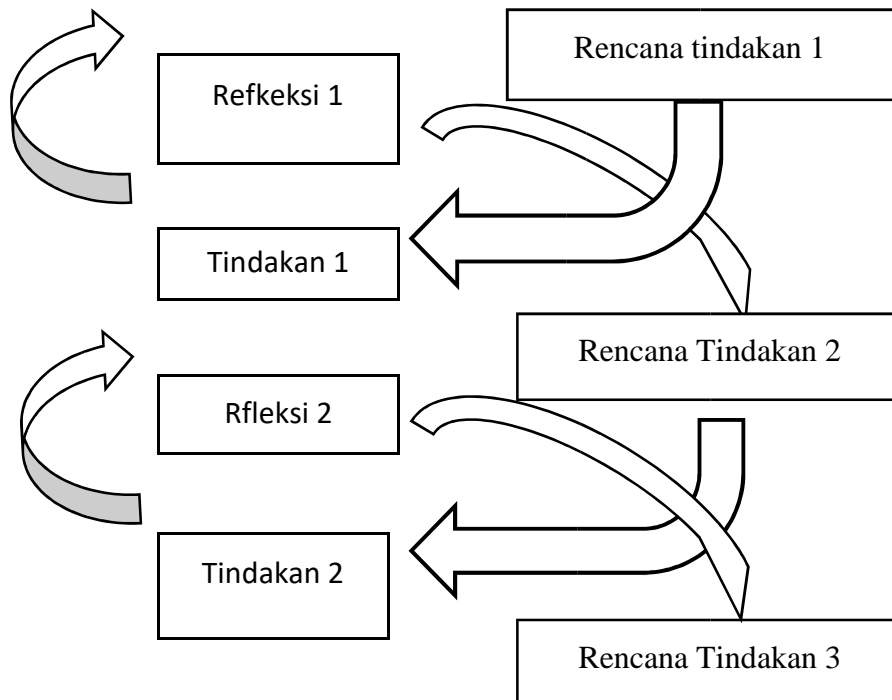 Rencana tindakan 1
Refkeksi 1
Tindakan 1
Rencana Tindakan 2
Rfleksi 2
Tindakan 2
Rencana Tindakan 3